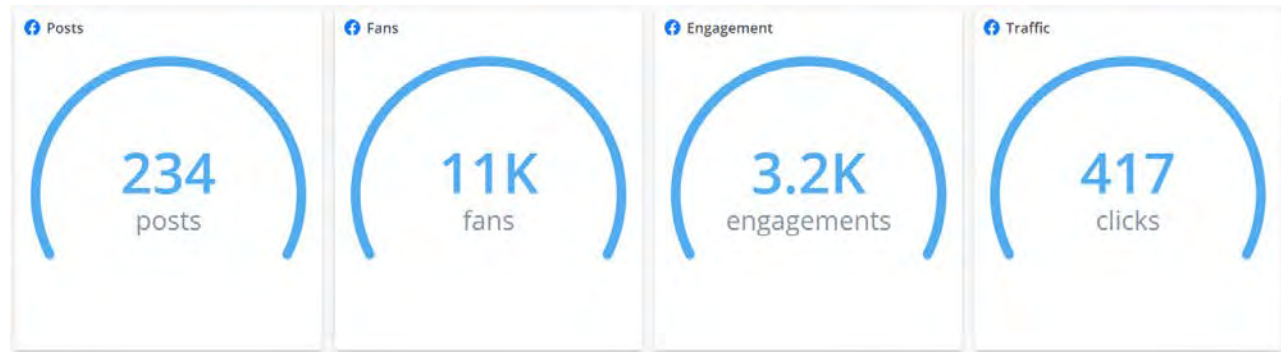 Posts
234
posts
Fans
11K
fans
Engagement
3.2K
engagements
Traffic
417
clicks